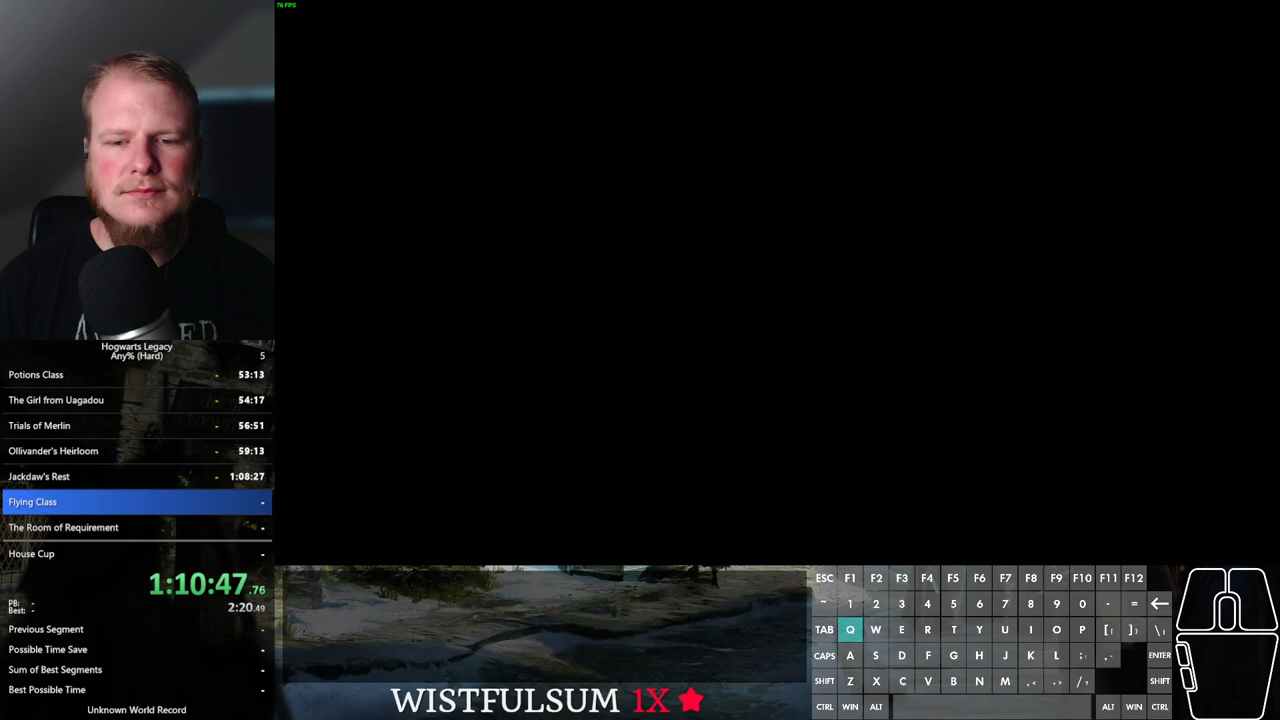 76 FPS
Hogwarts Legacy
Any% (Hard) 5
Potions Class - 53:13
The Girl from Uagadou - 54:17
Trials of Merlin - 56:51
Ollivander's Heirloom - 59:13
Jackdaw's Rest - 1:08:27
Flying Class -
The Room of Requirement -
House Cup -
1:10:47.76
PB: -
Best: - 2:20.49
Previous Segment -
Possible Time Save -
Sum of Best Segments -
Best Possible Time -
Unknown World Record
WISTFULSUM 1X
ESC F1 F2 F3 F4 F5 F6 F7 F8 F9 F10 F11 F12
~ 1 2 3 4 5 6 7 8 9 0 - =
TAB Q W E R T Y U I O P [{ ]} \|
CAPS A S D F G H J K L ;: ENTER
SHIFT Z X C V B N M ,< .> /? SHIFT
CTRL WIN ALT ALT WIN CTRL